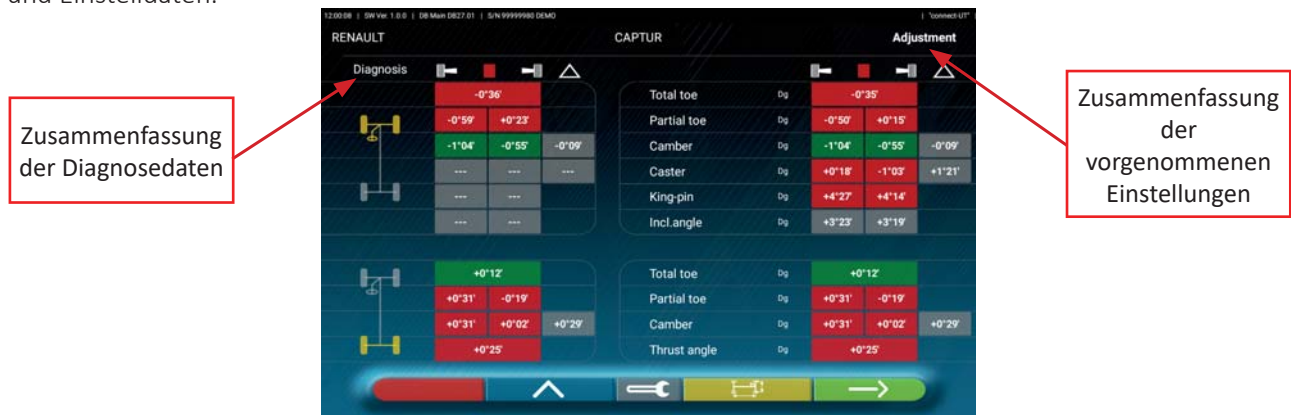 und Einstelldaten.
12:00:08 | SW Ver. 1.0.0 | DB Main DB27.01 | S/N 99999980 DEMO | "connect-UT" |
RENAULT CAPTUR Adjustment
Diagnosis
Zusammenfassung
der Diagnosedaten
Zusammenfassung
der
vorgenommenen
Einstellungen
-0°36' Total toe Dg -0°35'
-0°59' +0°23' Partial toe Dg -0°50' +0°15'
-1°04' -0°55' -0°09' Camber Dg -1°04' -0°55' -0°09'
--- --- --- Caster Dg +0°18' -1°03' +1°21'
--- --- King-pin Dg +4°27' +4°14'
--- --- Incl.angle Dg +3°23' +3°19'
+0°12' Total toe Dg +0°12'
+0°31' -0°19' Partial toe Dg +0°31' -0°19'
+0°31' +0°02' +0°29' Camber Dg +0°31' +0°02' +0°29'
+0°25' Thrust angle Dg +0°25'